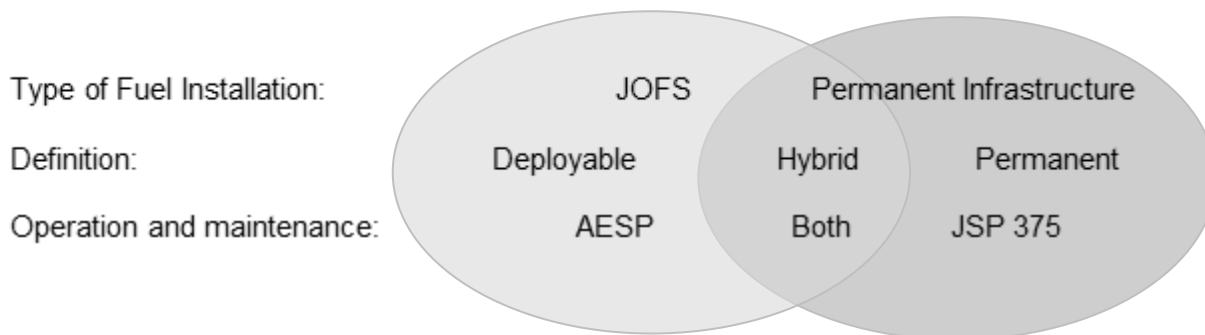 Type of Fuel Installation: JOFS Permanent Infrastructure
Definition: Deployable Hybrid Permanent
Operation and maintenance: AESP Both JSP 375